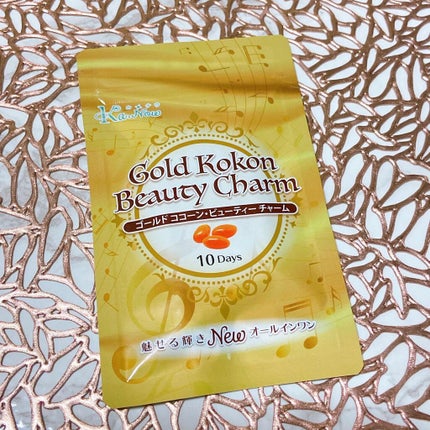 Gold Kokon
Beauty Charm
ゴールド ココーン・ビューティー チャーム
10 Days
魅せる輝き New オールインワン